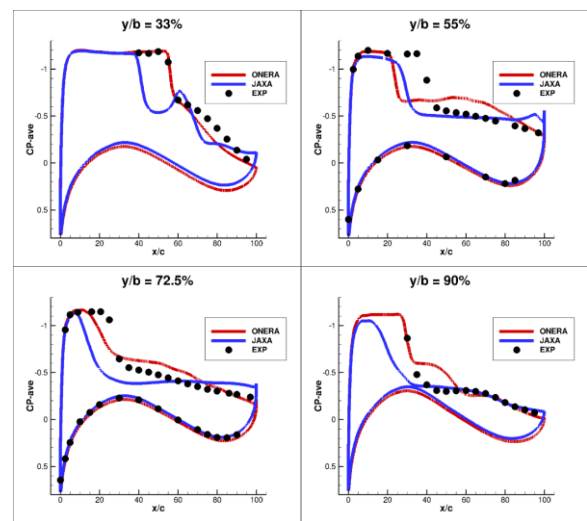 y/b = 33%
CP-ave
-1
-0.5
0
0.5
ONERA
JAXA
EXP
0 20 40 60 80 100
x/c
y/b = 55%
CP-ave
-1
-0.5
0
0.5
ONERA
JAXA
EXP
0 20 40 60 80 100
x/c
y/b = 72.5%
CP-ave
-1
-0.5
0
0.5
ONERA
JAXA
EXP
0 20 40 60 80 100
x/c
y/b = 90%
CP-ave
-1
-0.5
0
0.5
ONERA
JAXA
EXP
0 20 40 60 80 100
x/c